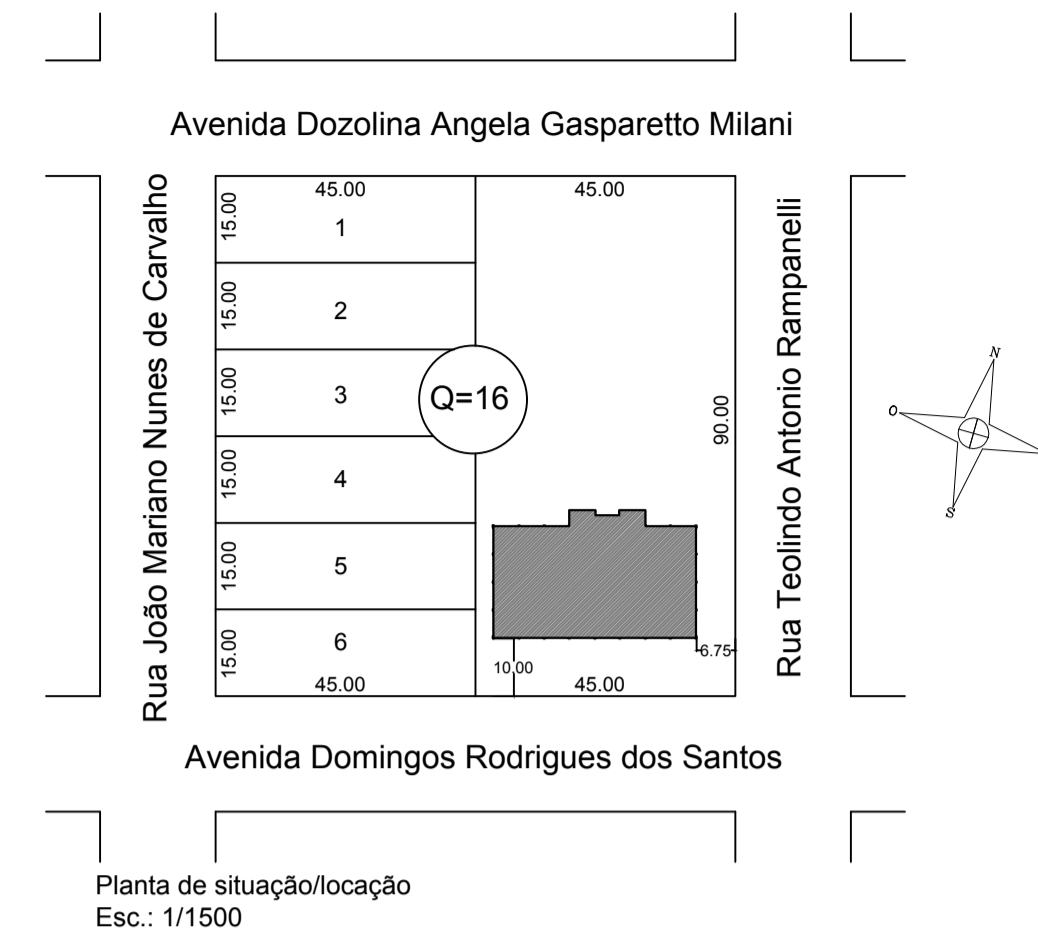 Avenida Dozolina Angela Gasparetto Milani
Rua João Mariano Nunes de Carvalho
45.00
45.00
15.00
1
15.00
2
15.00
3
Q=16
90.00
15.00
4
15.00
5
15.00
6
45.00
10.00
45.00
6.75
Rua Teolindo Antonio Rampanelli
N
O
S
Avenida Domingos Rodrigues dos Santos
Planta de situação/locação
Esc.: 1/1500